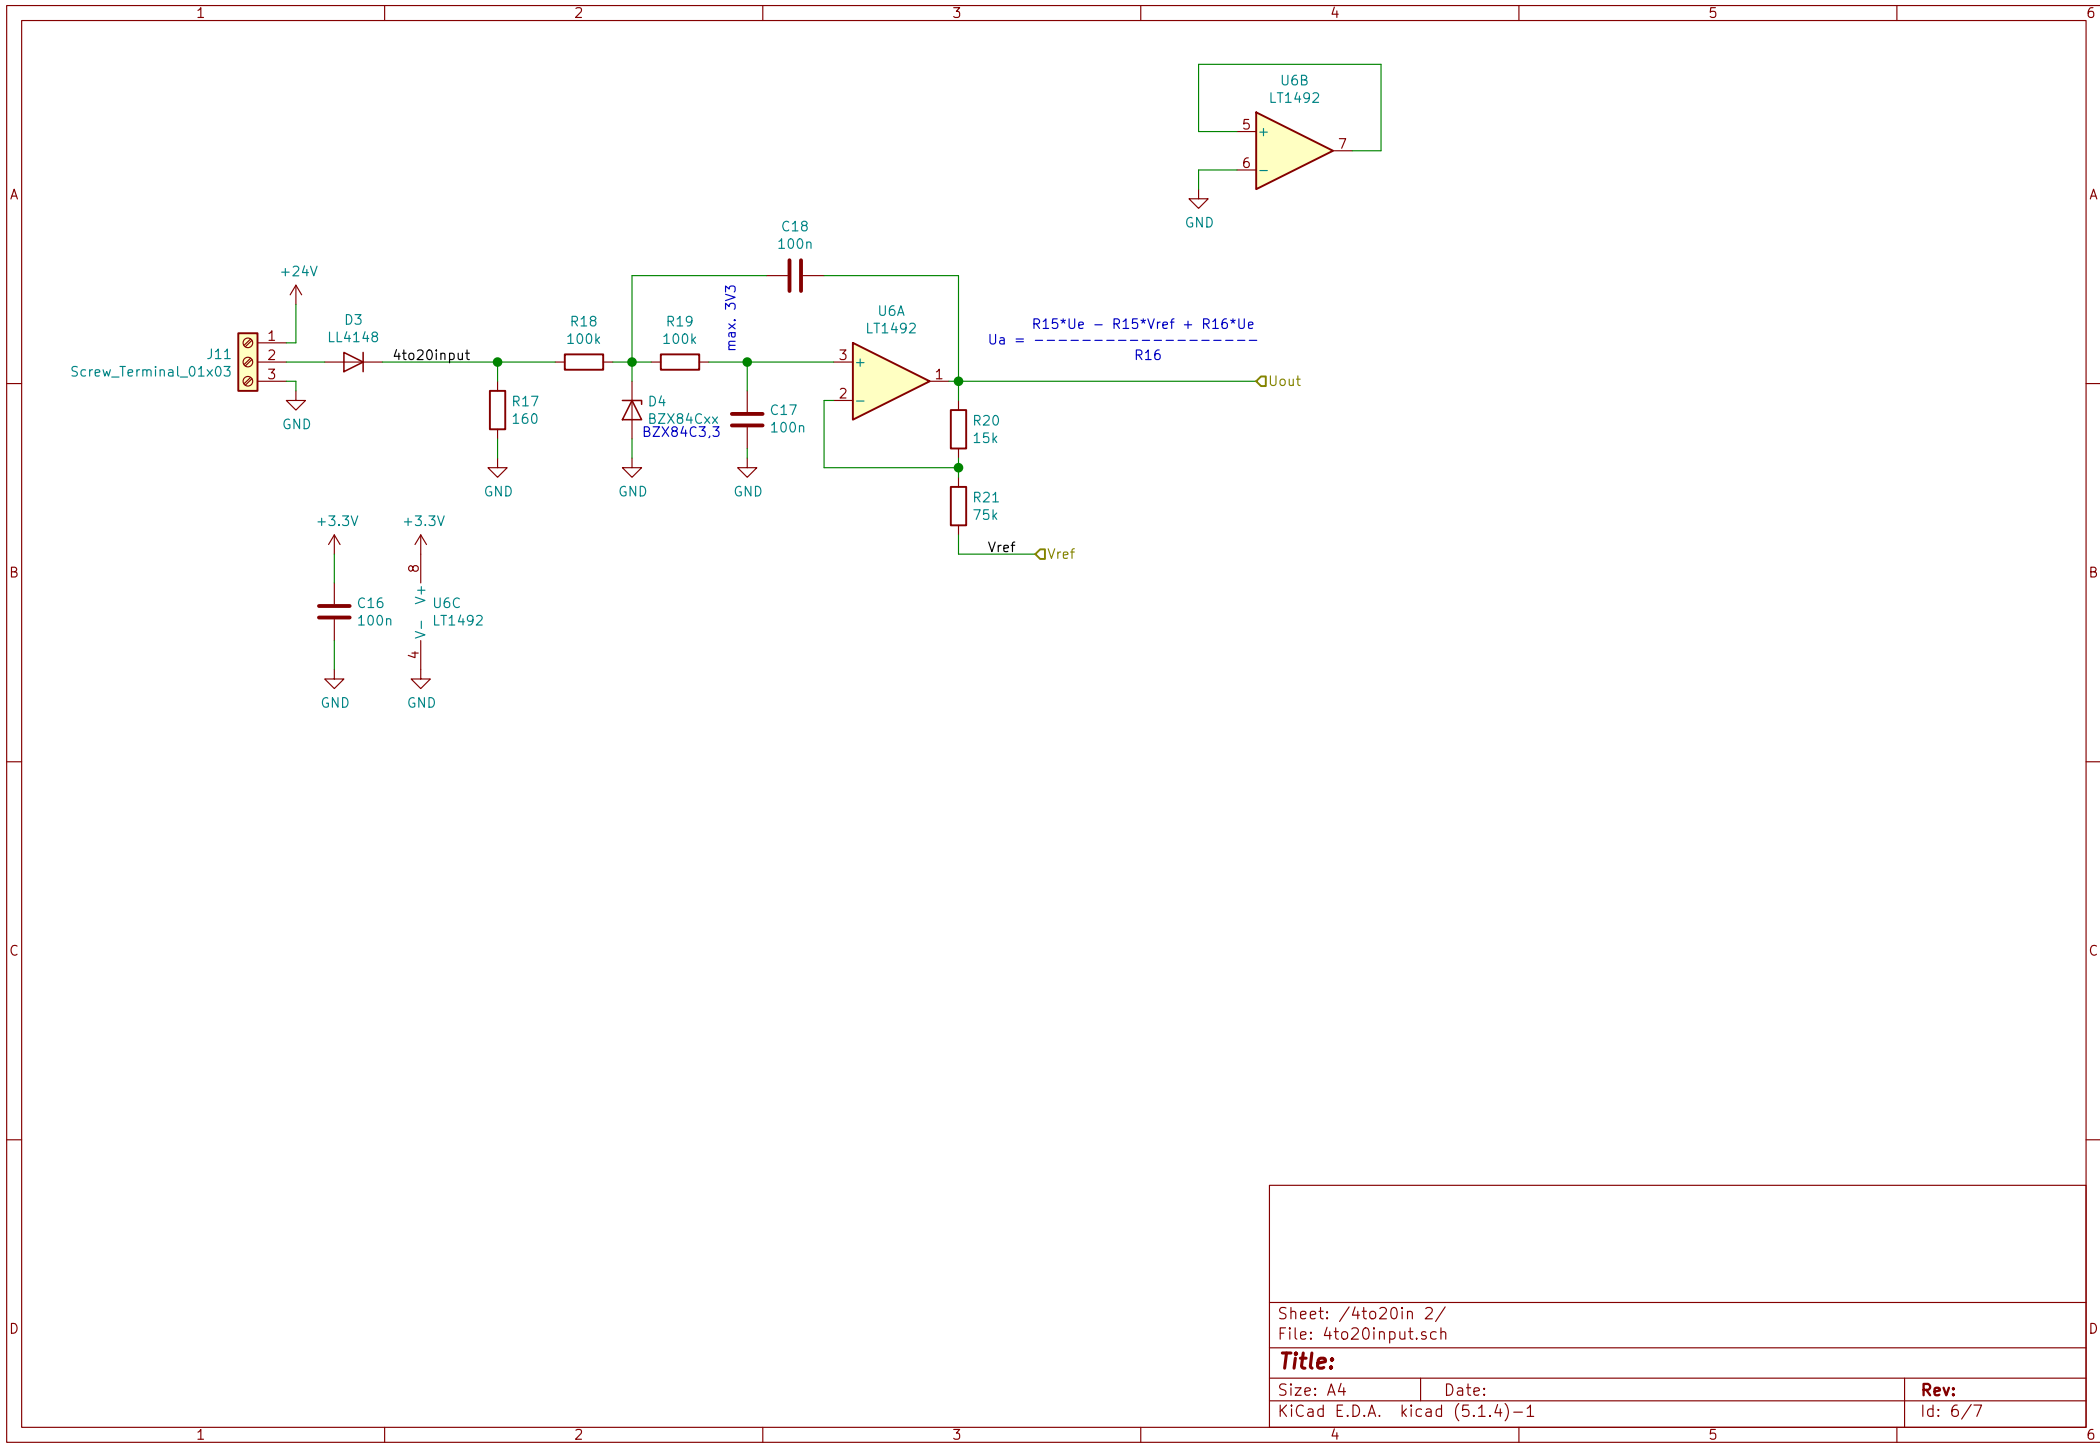 1 2 3 4 5 6
A A
B B
C C
D D
U6B
LT1492
5
+
7
6
−
GND
C18
100n
+24V
D3
LL4148
1
2
3
J11
Screw_Terminal_01x03
GND
4to20input
R17
160
GND
R18
100k
R19
100k
max. 3V3
D4
BZX84Cxx
BZX84C3,3
GND
C17
100n
GND
U6A
LT1492
3
+
1
2
−
R15*Ue − R15*Vref + R16*Ue
Ua = −−−−−−−−−−−−−−−−−−−
R16
Uout
R20
15k
R21
75k
Vref
Vref
+3.3V
C16
100n
GND
+3.3V
8
V+
U6C
LT1492
V−
4
GND
Sheet: /4to20in 2/
File: 4to20input.sch
Title:
Size: A4 Date: Rev:
KiCad E.D.A. kicad (5.1.4)−1 Id: 6/7
1 2 3 4 5 6